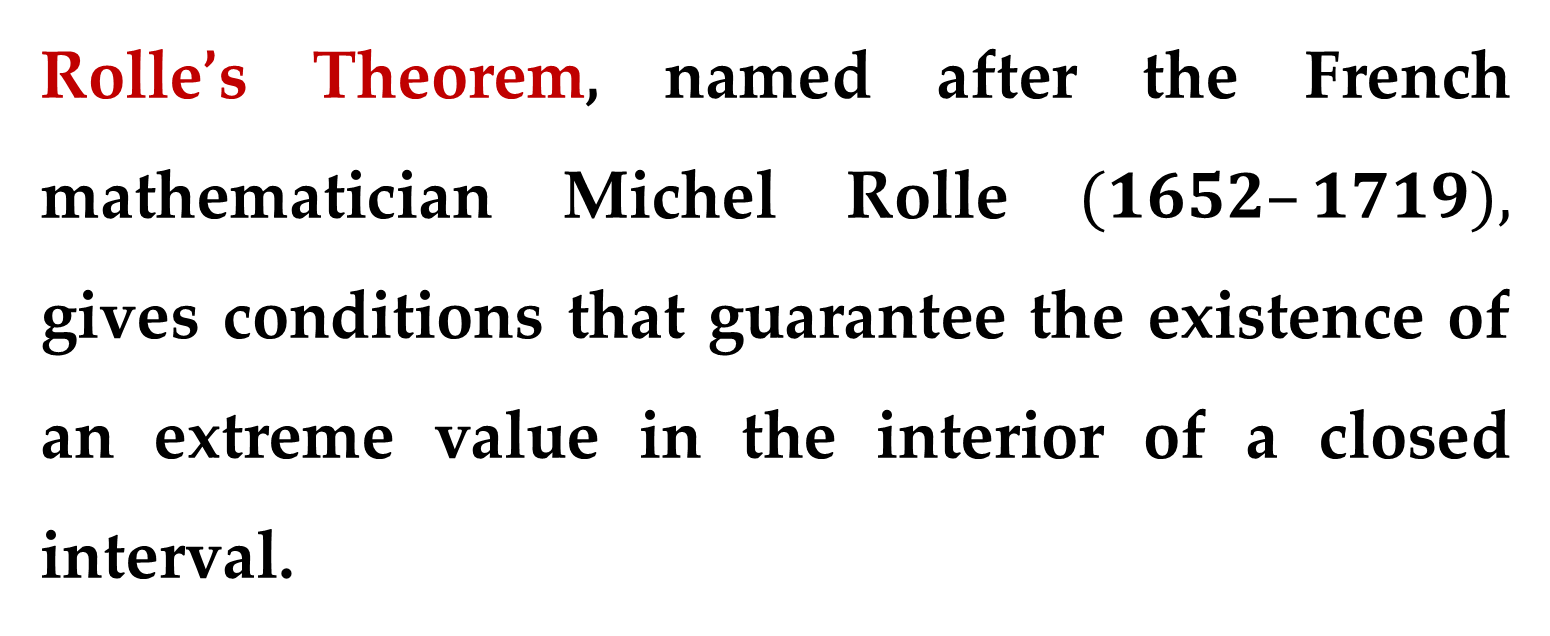 Rolle’s Theorem, named after the French
mathematician Michel Rolle (1652– 1719),
gives conditions that guarantee the existence of
an extreme value in the interior of a closed
interval.